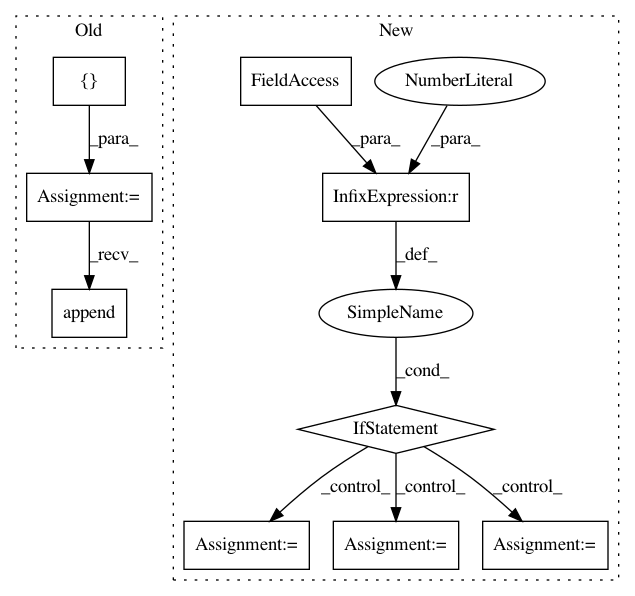 Old
New
{}
FieldAccess
NumberLiteral
_para_
_para_
_para_
Assignment:=
InfixExpression:r
_recv_
_def_
append
SimpleName
_cond_
IfStatement
_control_
_control_
_control_
Assignment:=
Assignment:=
Assignment:=